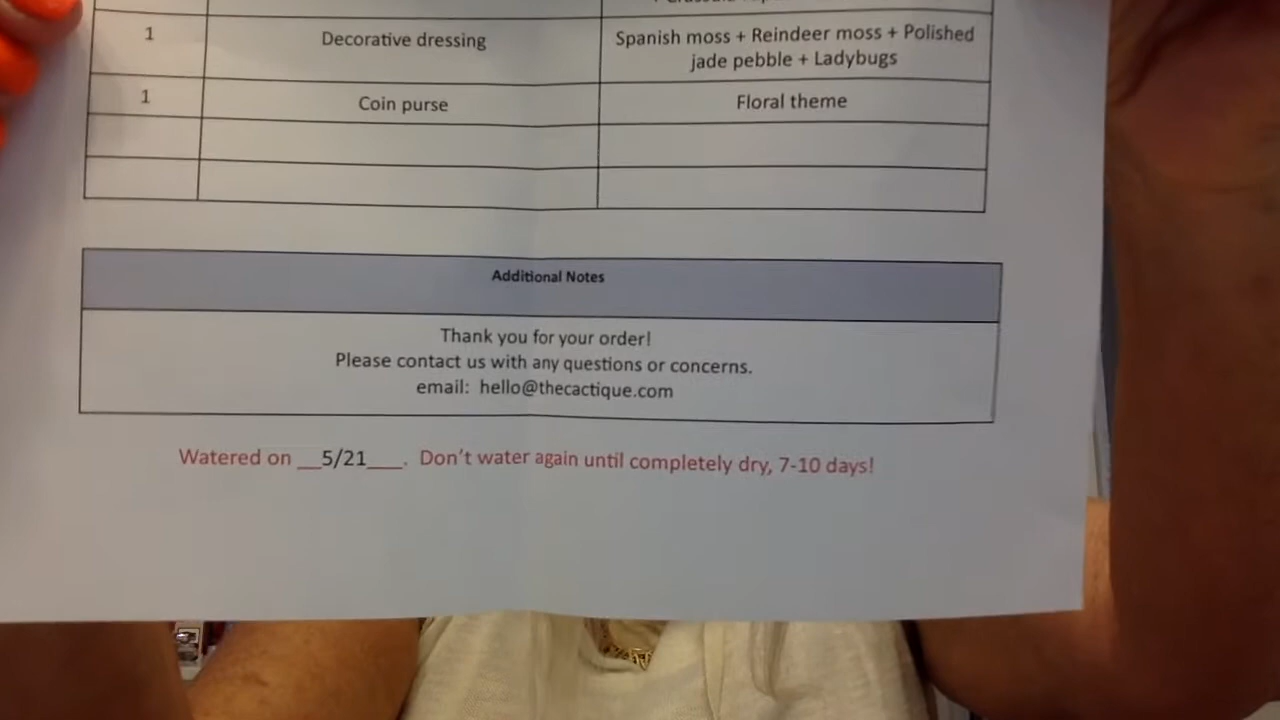 1
Decorative dressing
Spanish moss + Reindeer moss + Polished
jade pebble + Ladybugs
1
Coin purse
Floral theme
Additional Notes
Thank you for your order!
Please contact us with any questions or concerns.
email: hello@thecactique.com
Watered on __5/21___. Don't water again until completely dry, 7-10 days!